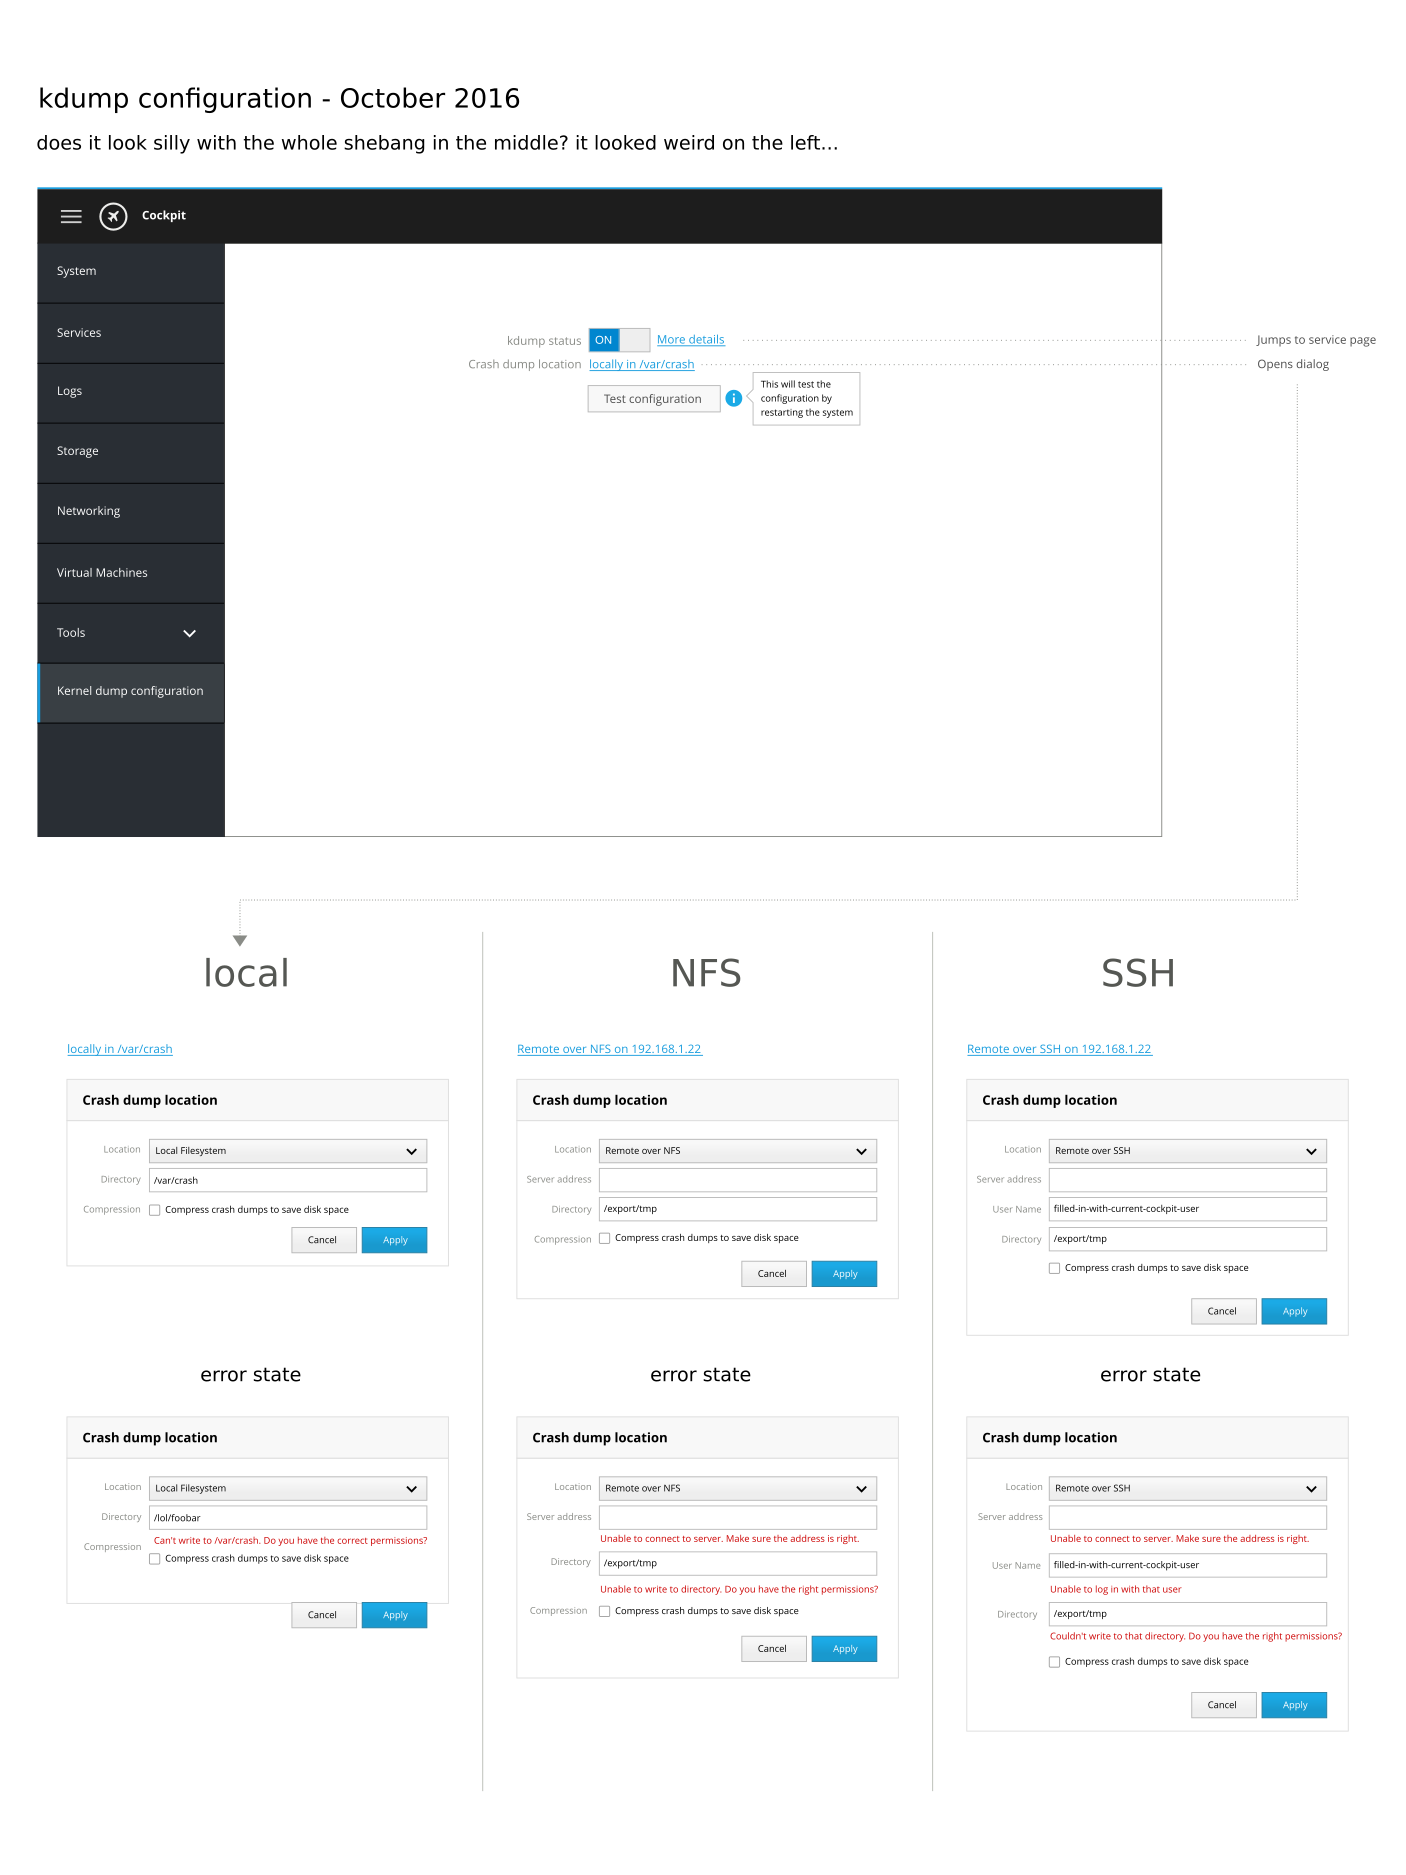 kdump configuration - October 2016
does it look silly with the whole shebang in the middle? it looked weird on the left...
Cockpit
System
Services
Logs
Storage
Networking
Virtual Machines
Tools
Kernel dump configuration
kdump status ON More details
Jumps to service page
Crash dump location locally in /var/crash
Opens dialog
Test configuration
This will test the
configuration by
restarting the system
local
locally in /var/crash
Crash dump location
Location Local Filesystem
Directory /var/crash
Compression Compress crash dumps to save disk space
Cancel Apply
error state
Crash dump location
Location Local Filesystem
Directory /lol/foobar
Can't write to /var/crash. Do you have the correct permissions?
Compression
Compress crash dumps to save disk space
Cancel Apply
NFS
Remote over NFS on 192.168.1.22
Crash dump location
Location Remote over NFS
Server address
Directory /export/tmp
Compression Compress crash dumps to save disk space
Cancel Apply
error state
Crash dump location
Location Remote over NFS
Server address
Unable to connect to server. Make sure the address is right.
Directory /export/tmp
Unable to write to directory. Do you have the right permissions?
Compression Compress crash dumps to save disk space
Cancel Apply
SSH
Remote over SSH on 192.168.1.22
Crash dump location
Location Remote over SSH
Server address
User Name filled-in-with-current-cockpit-user
Directory /export/tmp
Compress crash dumps to save disk space
Cancel Apply
error state
Crash dump location
Location Remote over SSH
Server address
Unable to connect to server. Make sure the address is right.
User Name filled-in-with-current-cockpit-user
Unable to log in with that user
Directory /export/tmp
Couldn't write to that directory. Do you have the right permissions?
Compress crash dumps to save disk space
Cancel Apply